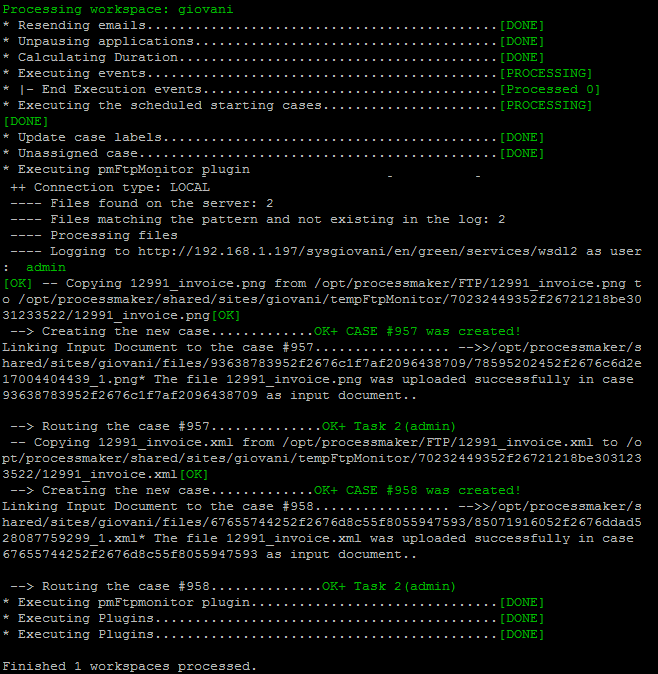 Processing workspace: giovani
* Resending emails............................................[DONE]
* Unpausing applications......................................[DONE]
* Calculating Duration........................................[DONE]
* Executing events............................................[PROCESSING]
* |- End Execution events.....................................[Processed 0]
* Executing the scheduled starting cases......................[PROCESSING]
[DONE]
* Update case labels..........................................[DONE]
* Unassigned case.............................................[DONE]
* Executing pmFtpMonitor plugin
 ++ Connection type: LOCAL
 ---- Files found on the server: 2
 ---- Files matching the pattern and not existing in the log: 2
 ---- Processing files
 ---- Logging to http://192.168.1.197/sysgiovani/en/green/services/wsdl2 as user
:  admin
[OK] -- Copying 12991_invoice.png from /opt/processmaker/FTP/12991_invoice.png t
o /opt/processmaker/shared/sites/giovani/tempFtpMonitor/70232449352f26721218be30
31233522/12991_invoice.png[OK]
 --> Creating the new case.............OK+ CASE #957 was created!
Linking Input Document to the case #957................. -->>/opt/processmaker/s
hared/sites/giovani/files/93638783952f2676c1f7af2096438709/78595202452f2676c6d2e
17004404439_1.png* The file 12991_invoice.png was uploaded successfully in case
93638783952f2676c1f7af2096438709 as input document..
 --> Routing the case #957..............OK+ Task 2(admin)
 -- Copying 12991_invoice.xml from /opt/processmaker/FTP/12991_invoice.xml to /o
pt/processmaker/shared/sites/giovani/tempFtpMonitor/70232449352f26721218be303123
3522/12991_invoice.xml[OK]
 --> Creating the new case.............OK+ CASE #958 was created!
Linking Input Document to the case #958................. -->>/opt/processmaker/s
hared/sites/giovani/files/67655744252f2676d8c55f8055947593/85071916052f2676ddad5
28087759299_1.xml* The file 12991_invoice.xml was uploaded successfully in case
67655744252f2676d8c55f8055947593 as input document..
 --> Routing the case #958..............OK+ Task 2(admin)
* Executing pmFtpmonitor plugin...............................[DONE]
* Executing Plugins...........................................[DONE]
* Executing Plugins...........................................[DONE]
Finished 1 workspaces processed.